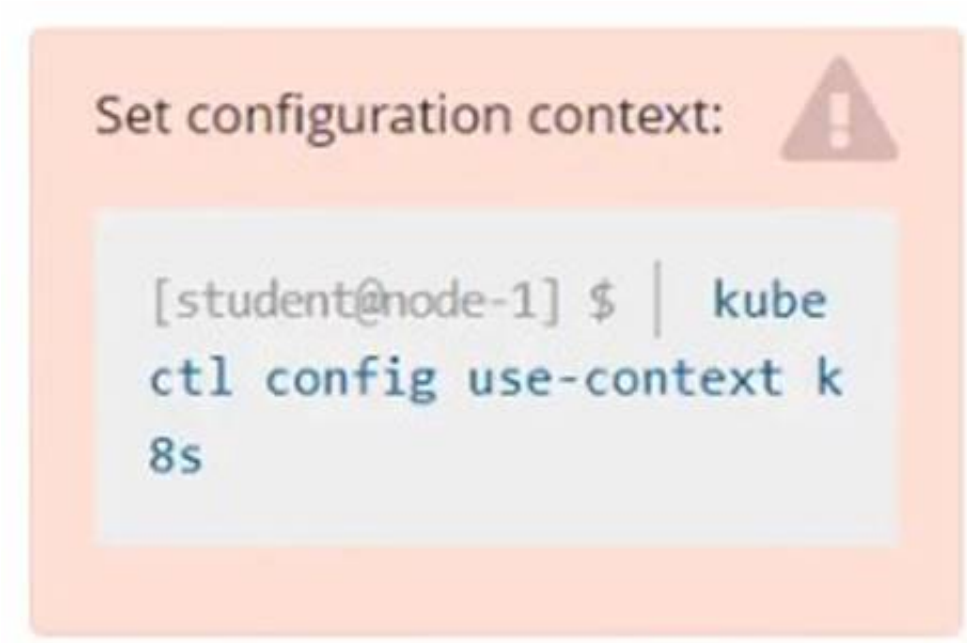 Set configuration context:
[student@node-1] $ | kube
ctl config use-context k
8s